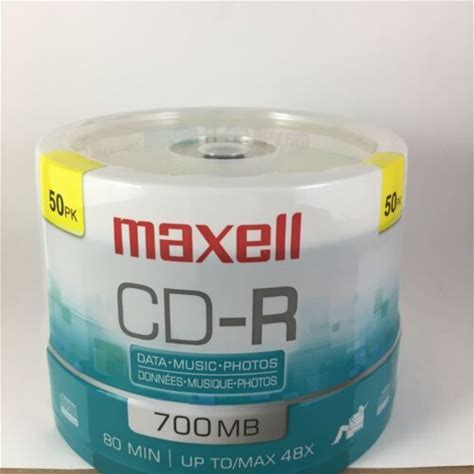 50PK
50PK
maxell
CD-R
DATA•MUSIC•PHOTOS
DONNÉES•MUSIQUE•PHOTOS
700MB
80 MIN | UP TO/MAX 48X